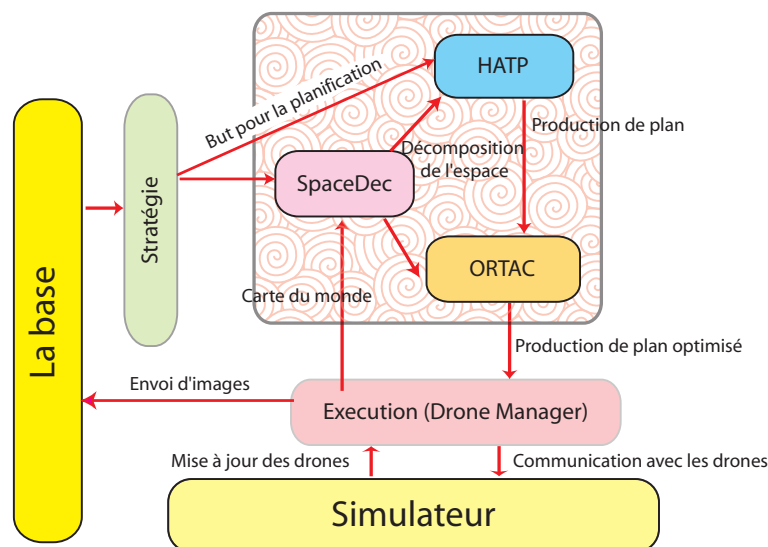 HATP
But pour la planification
Production de plan
Décomposition
de l'espace
SpaceDec
Stratégie
La base
ORTAC
Carte du monde
Production de plan optimisé
Envoi d'images
Execution (Drone Manager)
Mise à jour des drones
Communication avec les drones
Simulateur